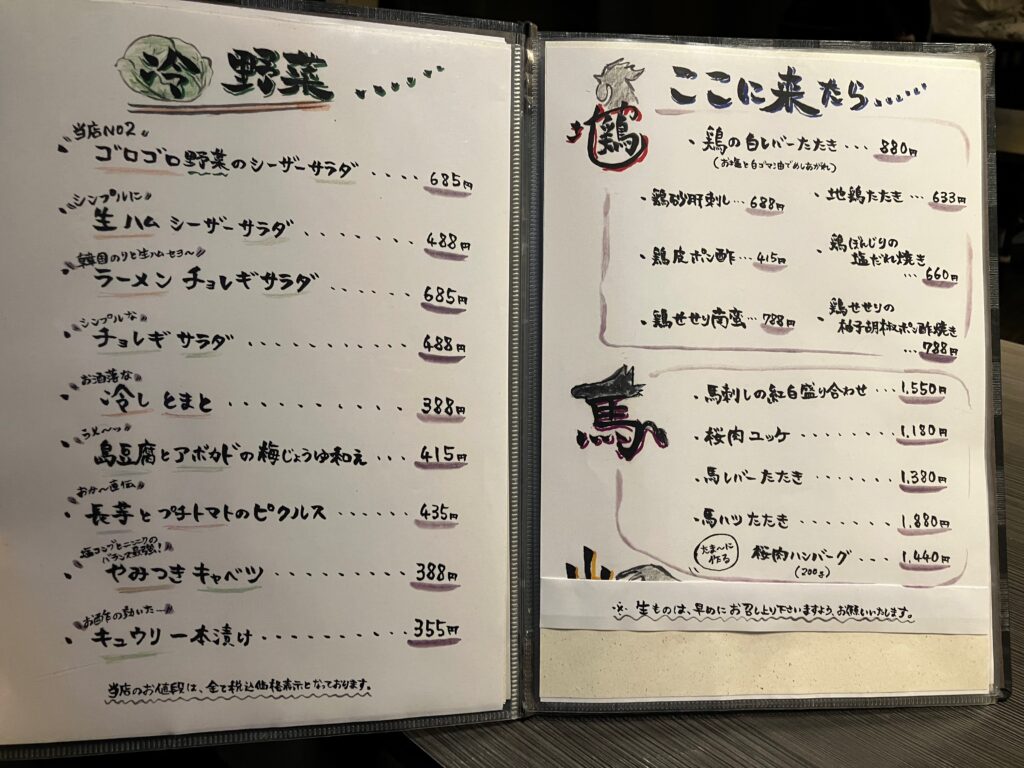 冷 野菜
当店NO2
・ゴロゴロ野菜のシーザーサラダ ････ 685円
シンプルに
・生ハム シーザーサラダ ･･････ 488円
韓国のりと生ハムセヨ〜
・ラーメン チョレギサラダ ･････ 685円
シンプルな
・チョレギ サラダ ･･････････ 488円
お洒落な
・冷し とまと ･･･････････ 388円
うめ〜ッ
・島豆腐とアボカドの梅じょうゆ和え ･･･ 415円
おか〜直伝
・長芋とプチトマトのピクルス ･････ 435円
塩コンブとニンニクの
バランス最強!
・やみつき キャベツ ････････ 388円
お酢の効いた
・キュウリ一本漬け ･････････ 355円
当店のお値段は、全て税込価格表示となっております。
ここに来たら･････
鶏
・鶏の白レバーたたき ･･･ 880円
(お塩と白ゴマ油でめしあがれ)
・鶏砂肝刺し ･･･ 688円
・地鶏たたき ･･･ 633円
・鶏皮ポン酢 ･･･ 415円
・鶏ぼんじりの
塩だれ焼き
･･･ 660円
・鶏せせり南蛮 ･･･ 788円
・鶏せせりの
柚子胡椒ポン酢焼き
･･･ 788円
馬
・馬刺しの紅白盛り合わせ ･･･ 1,550円
・桜肉ユッケ ･･･････ 1,180円
・馬レバーたたき ･･････ 1,380円
・馬ハツたたき ･･･････ 1,880円
たま〜に
作る
桜肉ハンバーグ ･･･ 1,440円
(200g)
※ 生ものは、早めにお召し上り下さいますよう、お願いいたします。